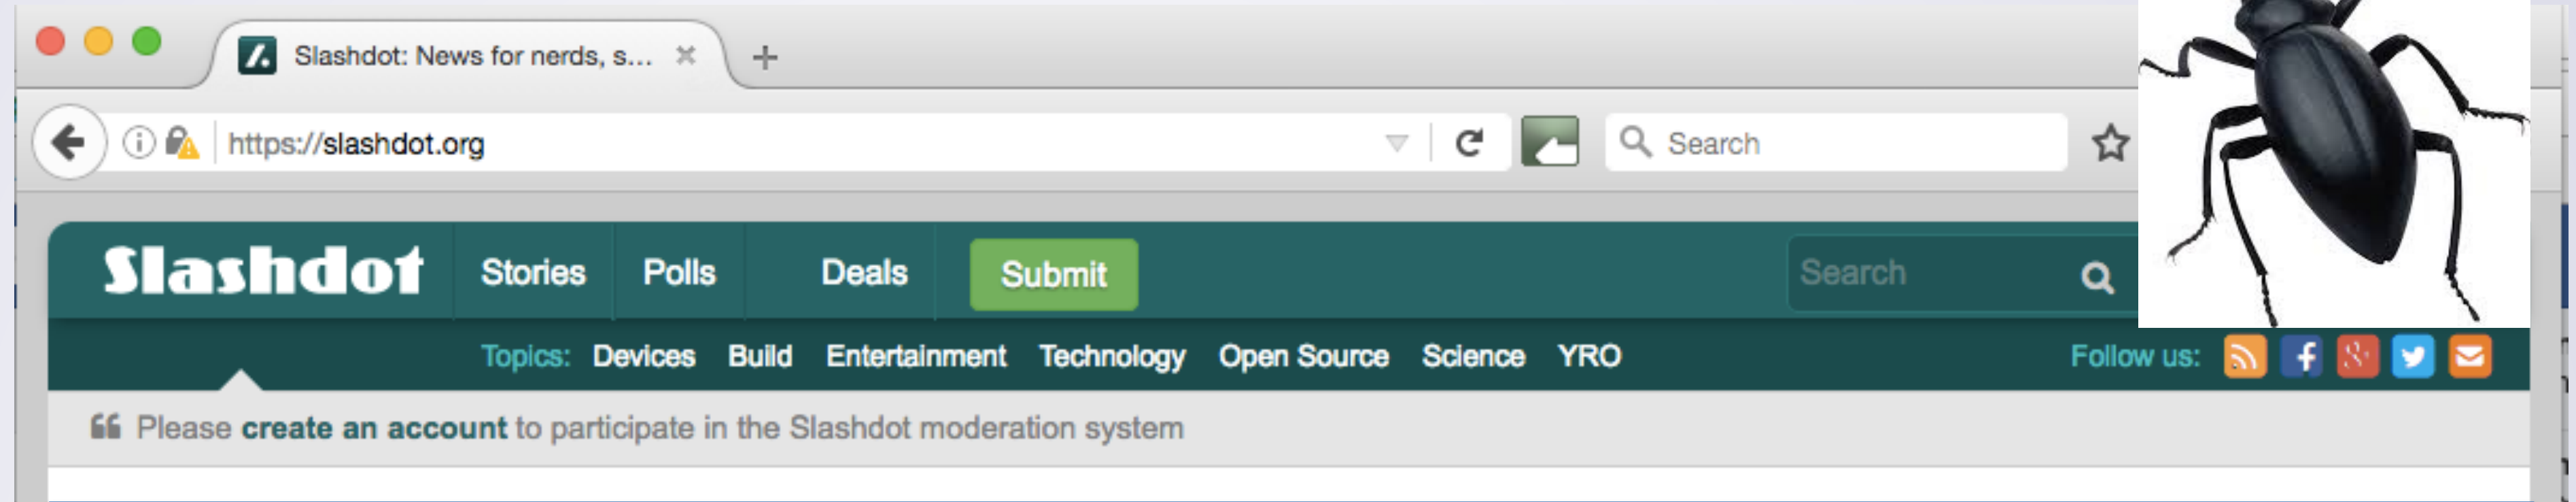 Slashdot: News for nerds, s...
https://slashdot.org
Search
Slashdot Stories Polls Deals Submit Search
Topics: Devices Build Entertainment Technology Open Source Science YRO Follow us:
Please create an account to participate in the Slashdot moderation system